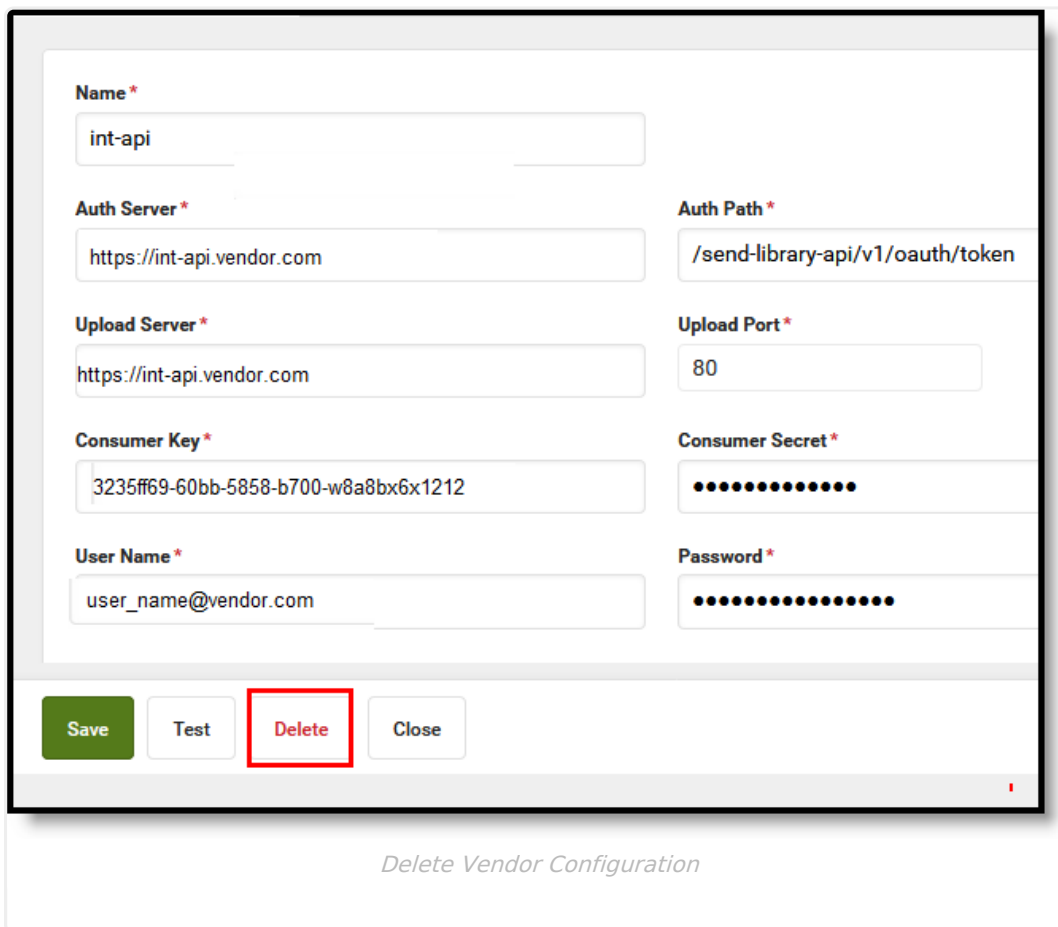 Name *
int-api
Auth Server * Auth Path *
https://int-api.vendor.com /send-library-api/v1/oauth/token
Upload Server * Upload Port *
https://int-api.vendor.com 80
Consumer Key * Consumer Secret *
3235ff69-60bb-5858-b700-w8a8bx6x1212 •••••••••••••
User Name * Password *
user_name@vendor.com ••••••••••••••••
Save Test Delete Close
Delete Vendor Configuration